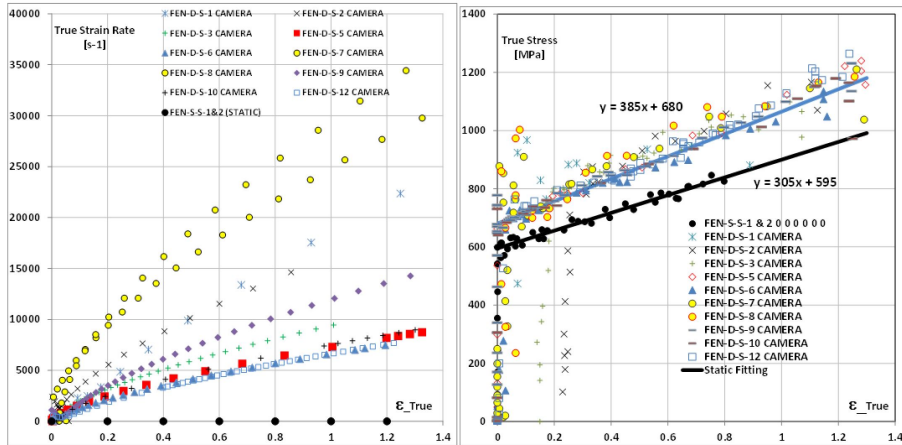 True Strain Rate
[s-1]
FEN-D-S-1 CAMERA
FEN-D-S-2 CAMERA
FEN-D-S-3 CAMERA
FEN-D-S-5 CAMERA
FEN-D-S-6 CAMERA
FEN-D-S-7 CAMERA
FEN-D-S-8 CAMERA
FEN-D-S-9 CAMERA
FEN-D-S-10 CAMERA
FEN-D-S-12 CAMERA
FEN-S-S-1&2 (STATIC)
40000
35000
30000
25000
20000
15000
10000
5000
0
0
0.2
0.4
0.6
0.8
1
1.2
ε_True
True Stress
[MPa]
1400
1200
1000
800
600
400
200
0
y = 385x + 680
y = 305x + 595
FEN-S-S-1 & 2 0 0 0 0 0 0
FEN-D-S-1 CAMERA
FEN-D-S-2 CAMERA
FEN-D-S-3 CAMERA
FEN-D-S-5 CAMERA
FEN-D-S-6 CAMERA
FEN-D-S-7 CAMERA
FEN-D-S-8 CAMERA
FEN-D-S-9 CAMERA
FEN-D-S-10 CAMERA
FEN-D-S-12 CAMERA
Static Fitting
ε_True
0.0
0.2
0.4
0.6
0.8
1.0
1.2
1.4